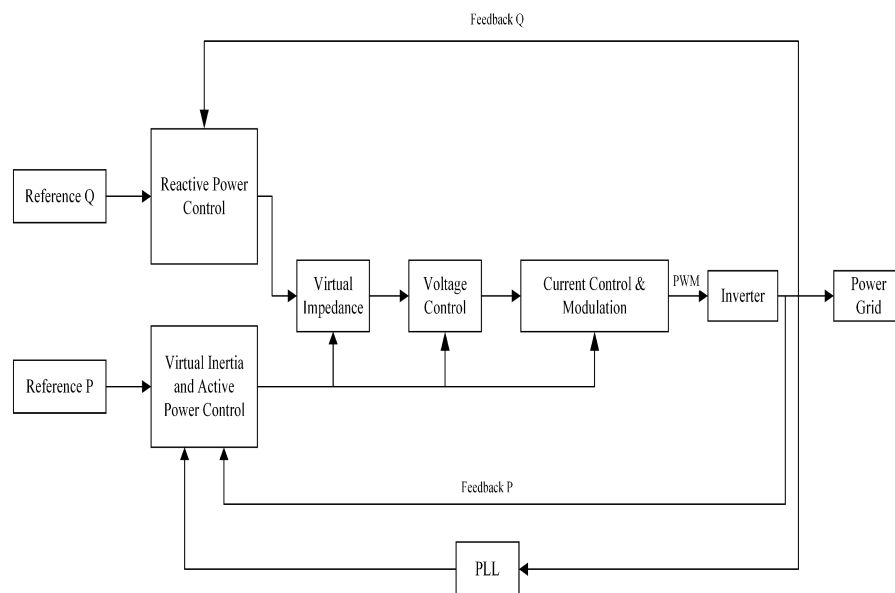 Feedback Q
Reactive Power
Control
Reference Q
Virtual
Impedance
Voltage
Control
Current Control &
Modulation
PWM
Inverter
Power
Grid
Virtual Inertia
and Active
Power Control
Reference P
Feedback P
PLL